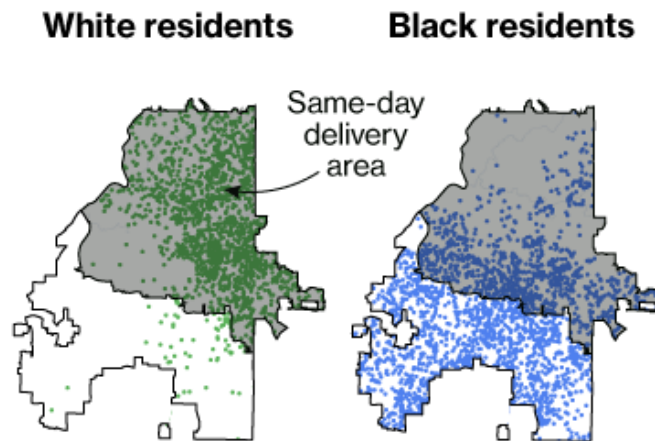 White residents
Black residents
Same-day
delivery
area